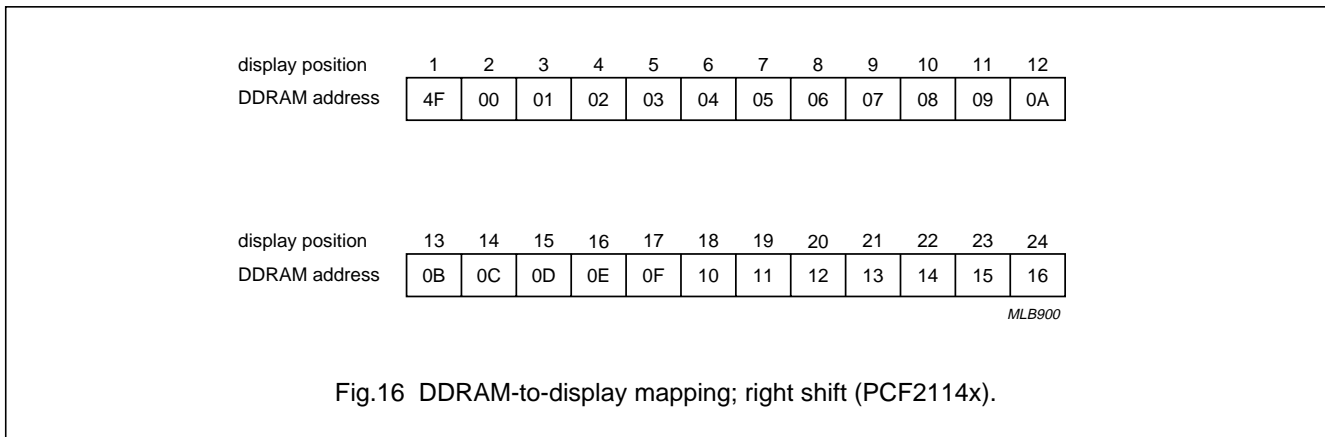 display position 1 2 3 4 5 6 7 8 9 10 11 12
DDRAM address 4F 00 01 02 03 04 05 06 07 08 09 0A
display position 13 14 15 16 17 18 19 20 21 22 23 24
DDRAM address 0B 0C 0D 0E 0F 10 11 12 13 14 15 16
MLB900
Fig.16 DDRAM-to-display mapping; right shift (PCF2114x).